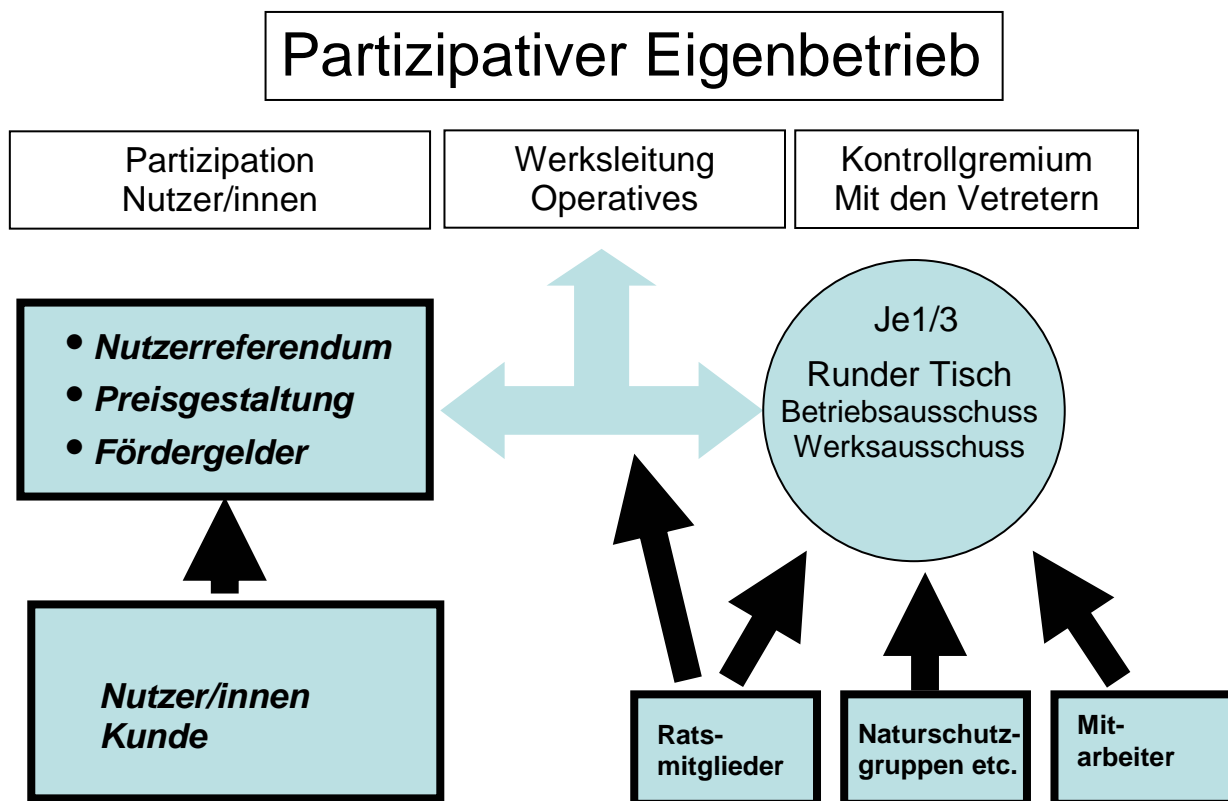 Partizipativer Eigenbetrieb
Partizipation
Nutzer/innen
Werksleitung
Operatives
Kontrollgremium
Mit den Vetretern
• Nutzerreferendum
• Preisgestaltung
• Fördergelder
Je1/3
Runder Tisch
Betriebsausschuss
Werksausschuss
Nutzer/innen
Kunde
Rats-
mitglieder
Naturschutz-
gruppen etc.
Mit-
arbeiter